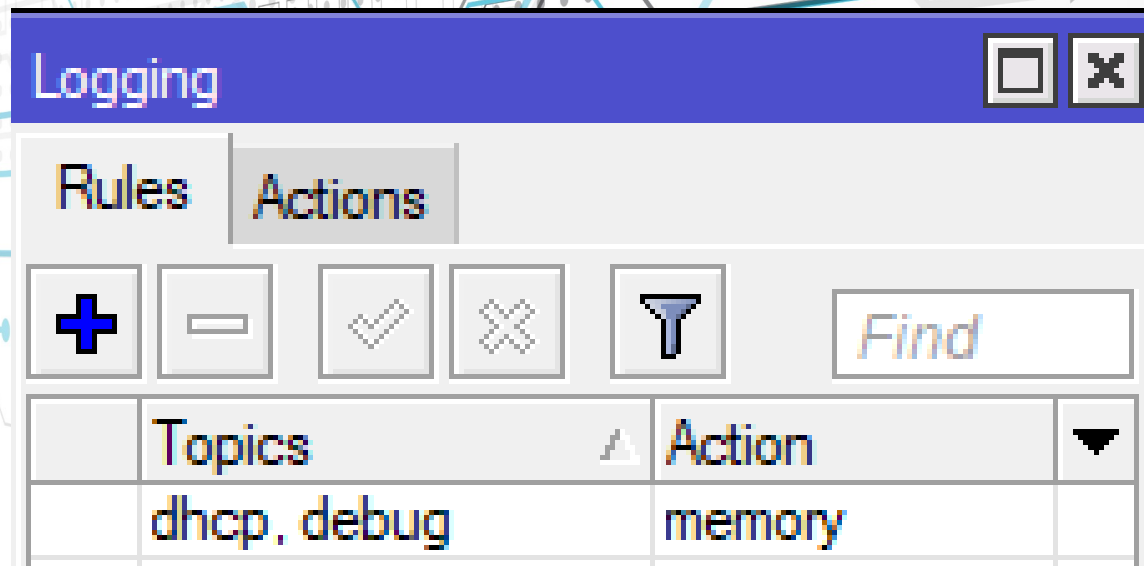 Logging
Rules Actions
Find
Topics Action
dhcp, debug memory